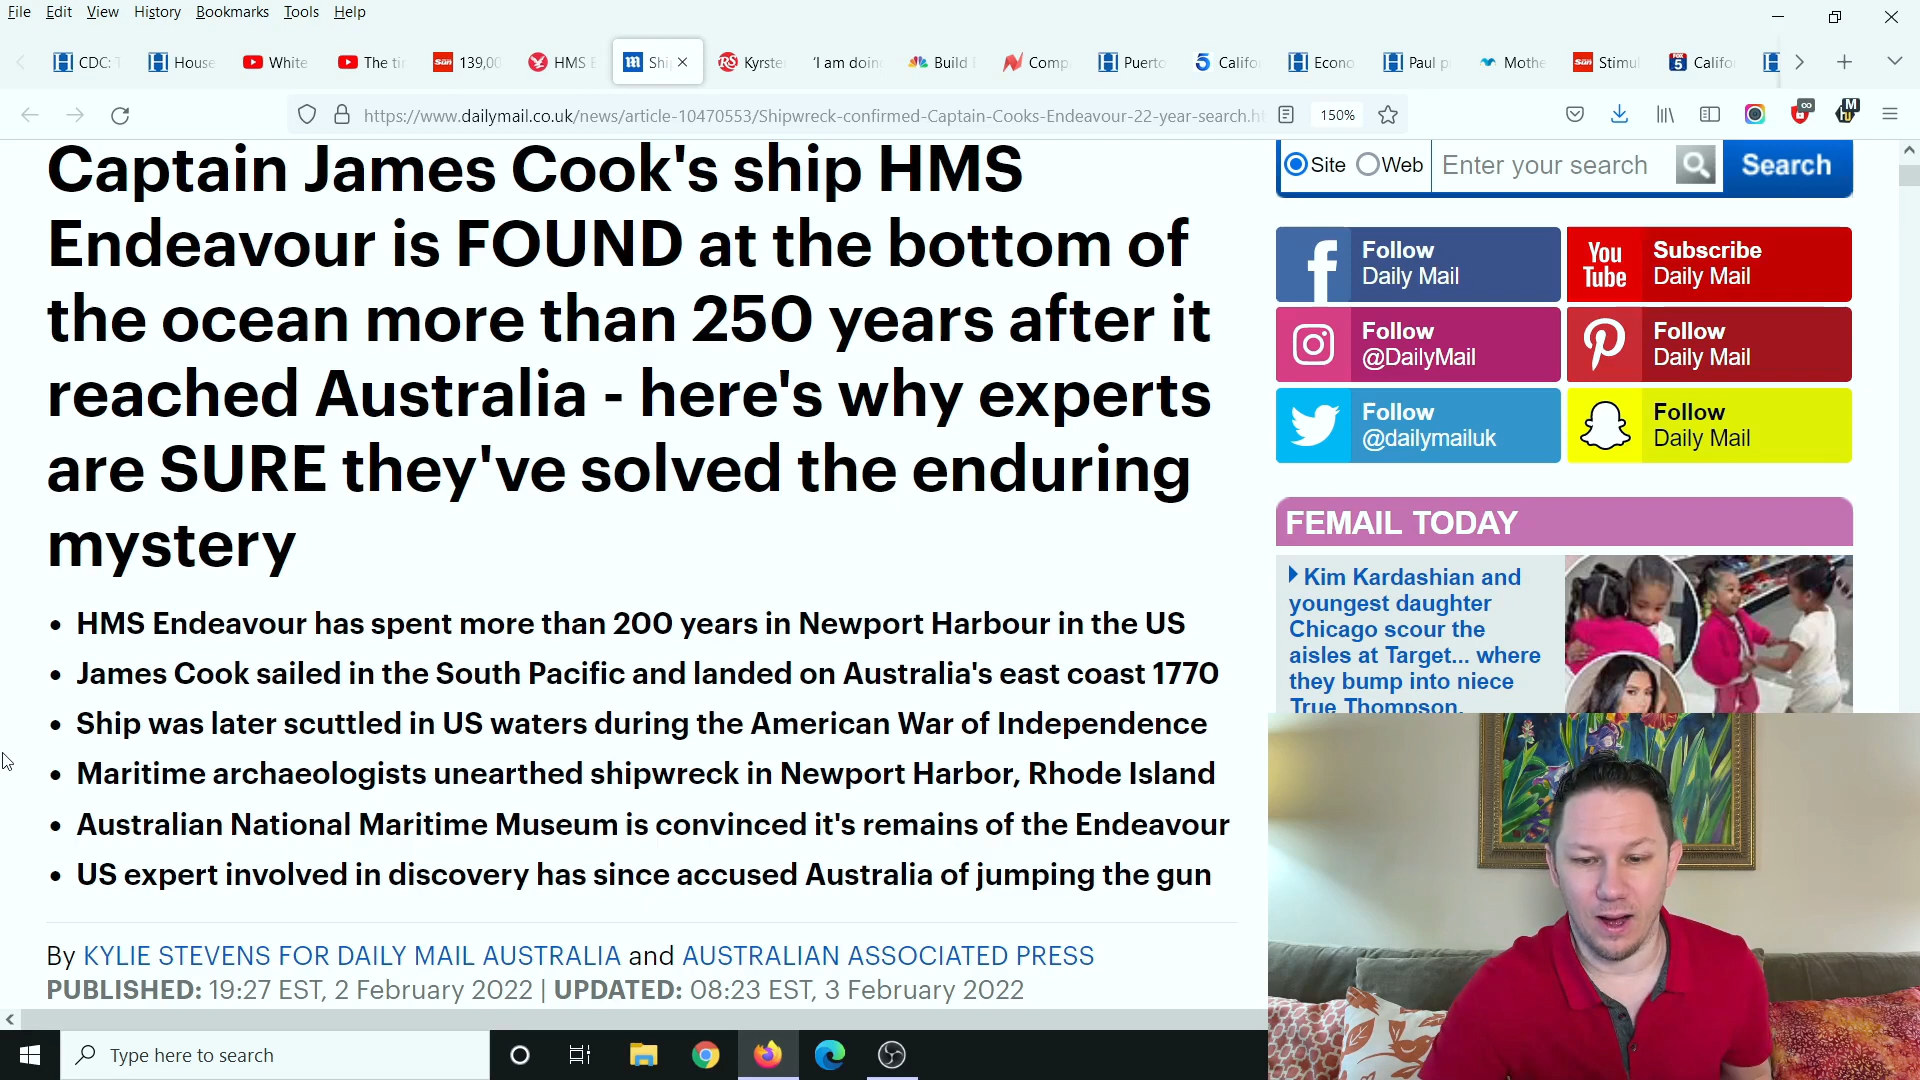 File Edit View History Bookmarks Tools Help
CDC: House White The ti 139,00 HMS E Shi Kyrste 'I am doin Build Comp Puerto Califo Econo Paul p Mothe Stimul Califo
https://www.dailymail.co.uk/news/article-10470553/Shipwreck-confirmed-Captain-Cooks-Endeavour-22-year-search.ht 150%
Captain James Cook's ship HMS
Endeavour is FOUND at the bottom of
the ocean more than 250 years after it
reached Australia - here's why experts
are SURE they've solved the enduring
mystery
• HMS Endeavour has spent more than 200 years in Newport Harbour in the US
• James Cook sailed in the South Pacific and landed on Australia's east coast 1770
• Ship was later scuttled in US waters during the American War of Independence
• Maritime archaeologists unearthed shipwreck in Newport Harbor, Rhode Island
• Australian National Maritime Museum is convinced it's remains of the Endeavour
• US expert involved in discovery has since accused Australia of jumping the gun
By KYLIE STEVENS FOR DAILY MAIL AUSTRALIA and AUSTRALIAN ASSOCIATED PRESS
PUBLISHED: 19:27 EST, 2 February 2022 | UPDATED: 08:23 EST, 3 February 2022
Site Web Enter your search Search
Follow
Daily Mail
You
Tube
Subscribe
Daily Mail
Follow
@DailyMail
Follow
Daily Mail
Follow
@dailymailuk
Follow
Daily Mail
FEMAIL TODAY
Kim Kardashian and
youngest daughter
Chicago scour the
aisles at Target... where
they bump into niece
True Thompson.
Type here to search